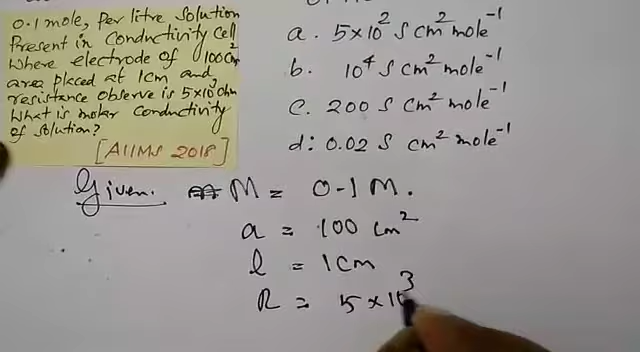 0.1 mole, per litre solution
Present in Conductivity Cell
where electrode of 100 cm²
area placed at 1cm and,
resistance observe is 5×10³ ohm
What is molar conductivity
of solution?
[AIIMS 2018]
a. 5×10² S cm² mole⁻¹
b. 10⁴ S cm² mole⁻¹
C. 200 S cm² mole⁻¹
d: 0.02 S cm² mole⁻¹
Given. M = 0.1 M.
a = 100 cm²
l = 1cm
R = 5×10³